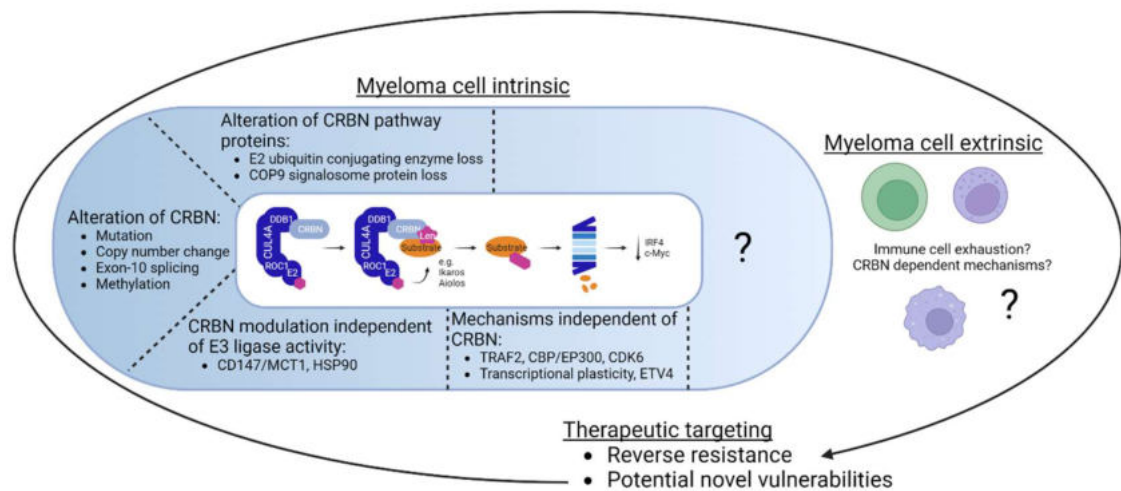 Myeloma cell intrinsic
Alteration of CRBN pathway
proteins:
• E2 ubiquitin conjugating enzyme loss
• COP9 signalosome protein loss
Alteration of CRBN:
• Mutation
• Copy number change
• Exon-10 splicing
• Methylation
DDB1
CRBN
CUL4A
ROC1
E2
DDB1
CRBN
Len
CUL4A
Substrate
ROC1
E2
e.g.
Ikaros
Aiolos
Substrate
IRF4
c-Myc
?
CRBN modulation independent
of E3 ligase activity:
• CD147/MCT1, HSP90
Mechanisms independent of
CRBN:
• TRAF2, CBP/EP300, CDK6
• Transcriptional plasticity, ETV4
Myeloma cell extrinsic
Immune cell exhaustion?
CRBN dependent mechanisms?
?
Therapeutic targeting
• Reverse resistance
• Potential novel vulnerabilities